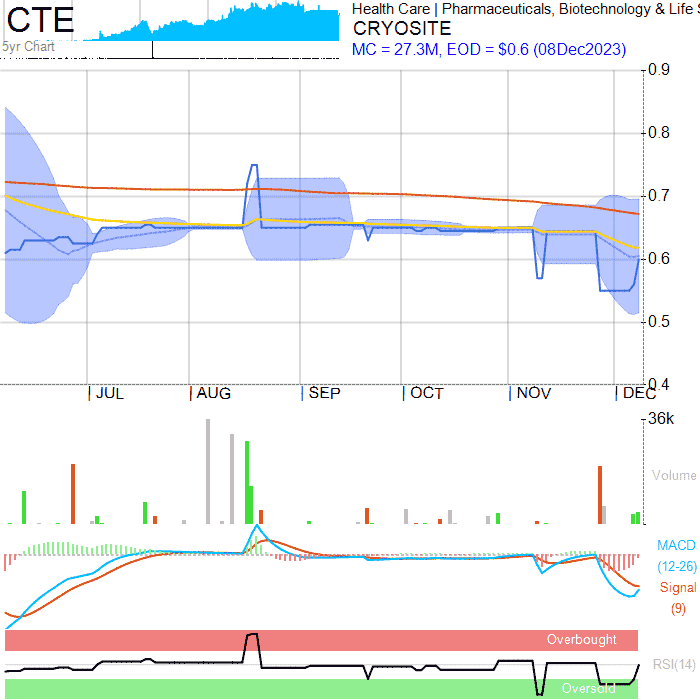 CTE
5yr Chart
Health Care | Pharmaceuticals, Biotechnology & Life S
CRYOSITE
MC = 27.3M, EOD = $0.6 (08Dec2023)
0.9
0.8
0.7
0.6
0.5
0.4
JUL
AUG
SEP
OCT
NOV
DEC
36k
Volume
MACD
(12-26)
Signal
(9)
Overbought
RSI(14)
Oversold